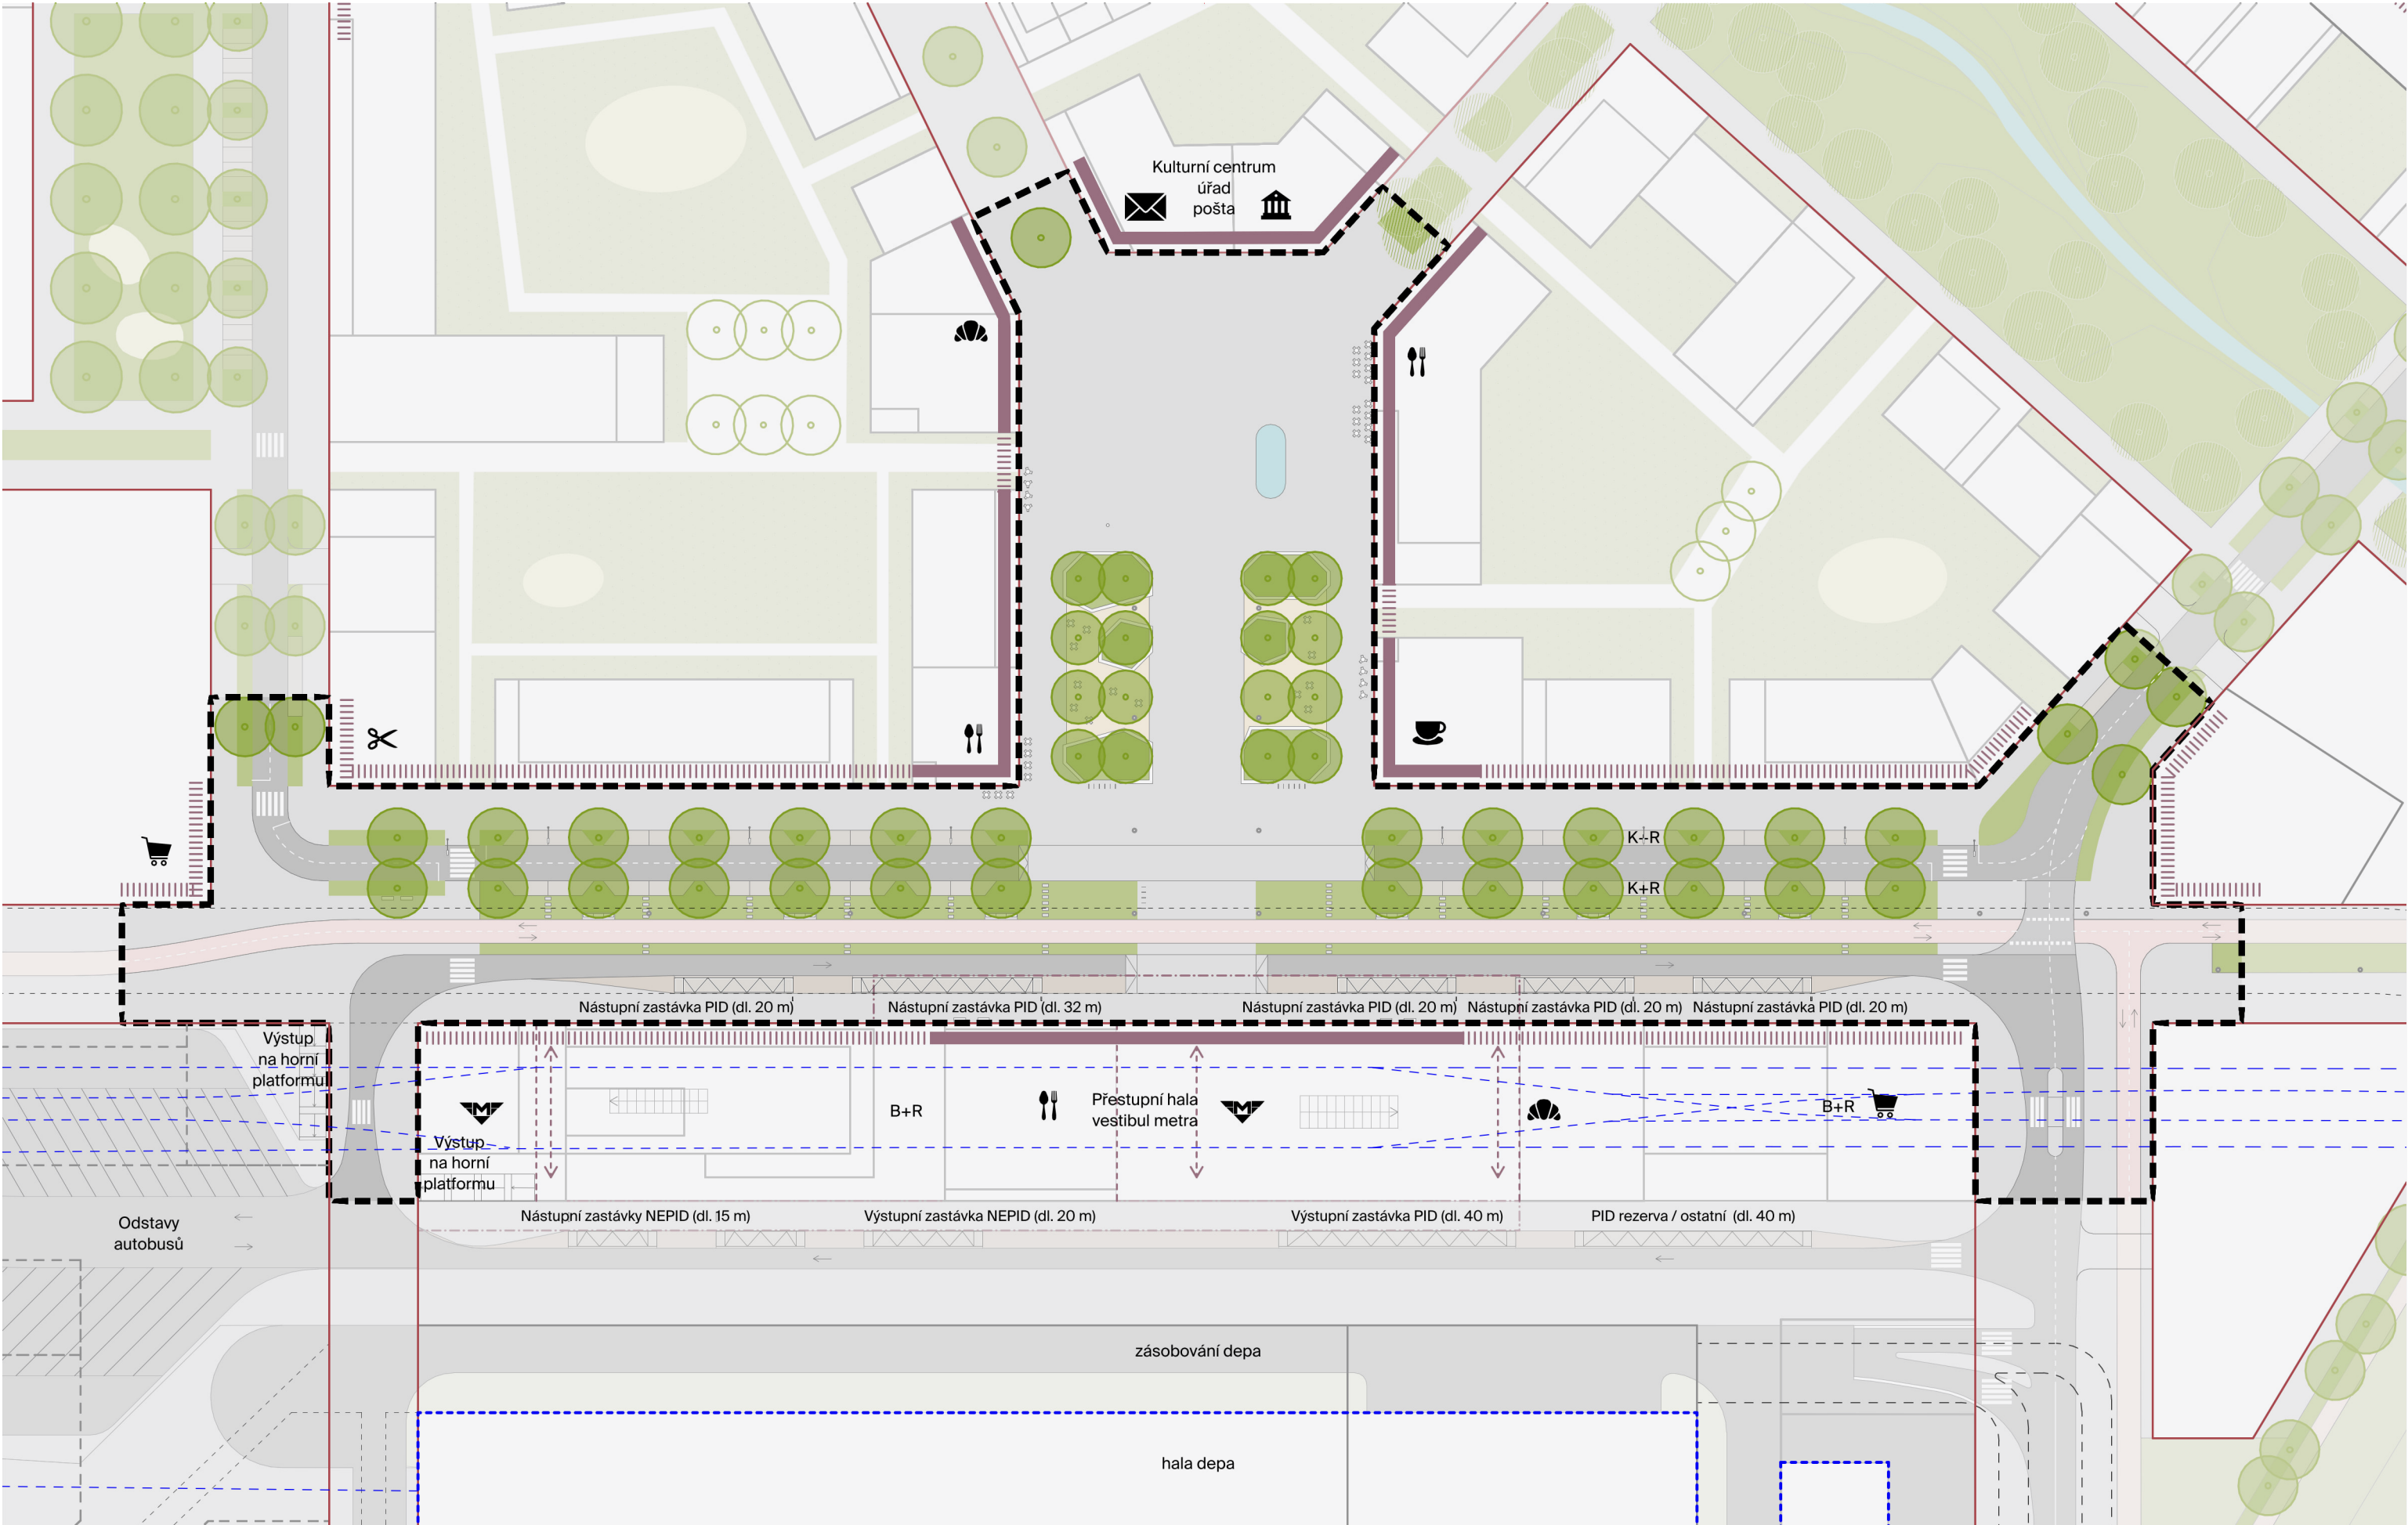 Kulturní centrum
úřad
pošta
K+R
K+R
Nástupní zastávka PID (dl. 20 m)
Nástupní zastávka PID (dl. 32 m)
Nástupní zastávka PID (dl. 20 m)
Nástupní zastávka PID (dl. 20 m)
Nástupní zastávka PID (dl. 20 m)
Výstup
na horní
platformu
Výstup
na horní
platformu
B+R
Přestupní hala
vestibul metra
B+R
Nástupní zastávky NEPID (dl. 15 m)
Výstupní zastávka NEPID (dl. 20 m)
Výstupní zastávka PID (dl. 40 m)
PID rezerva / ostatní (dl. 40 m)
Odstavy
autobusů
zásobování depa
hala depa